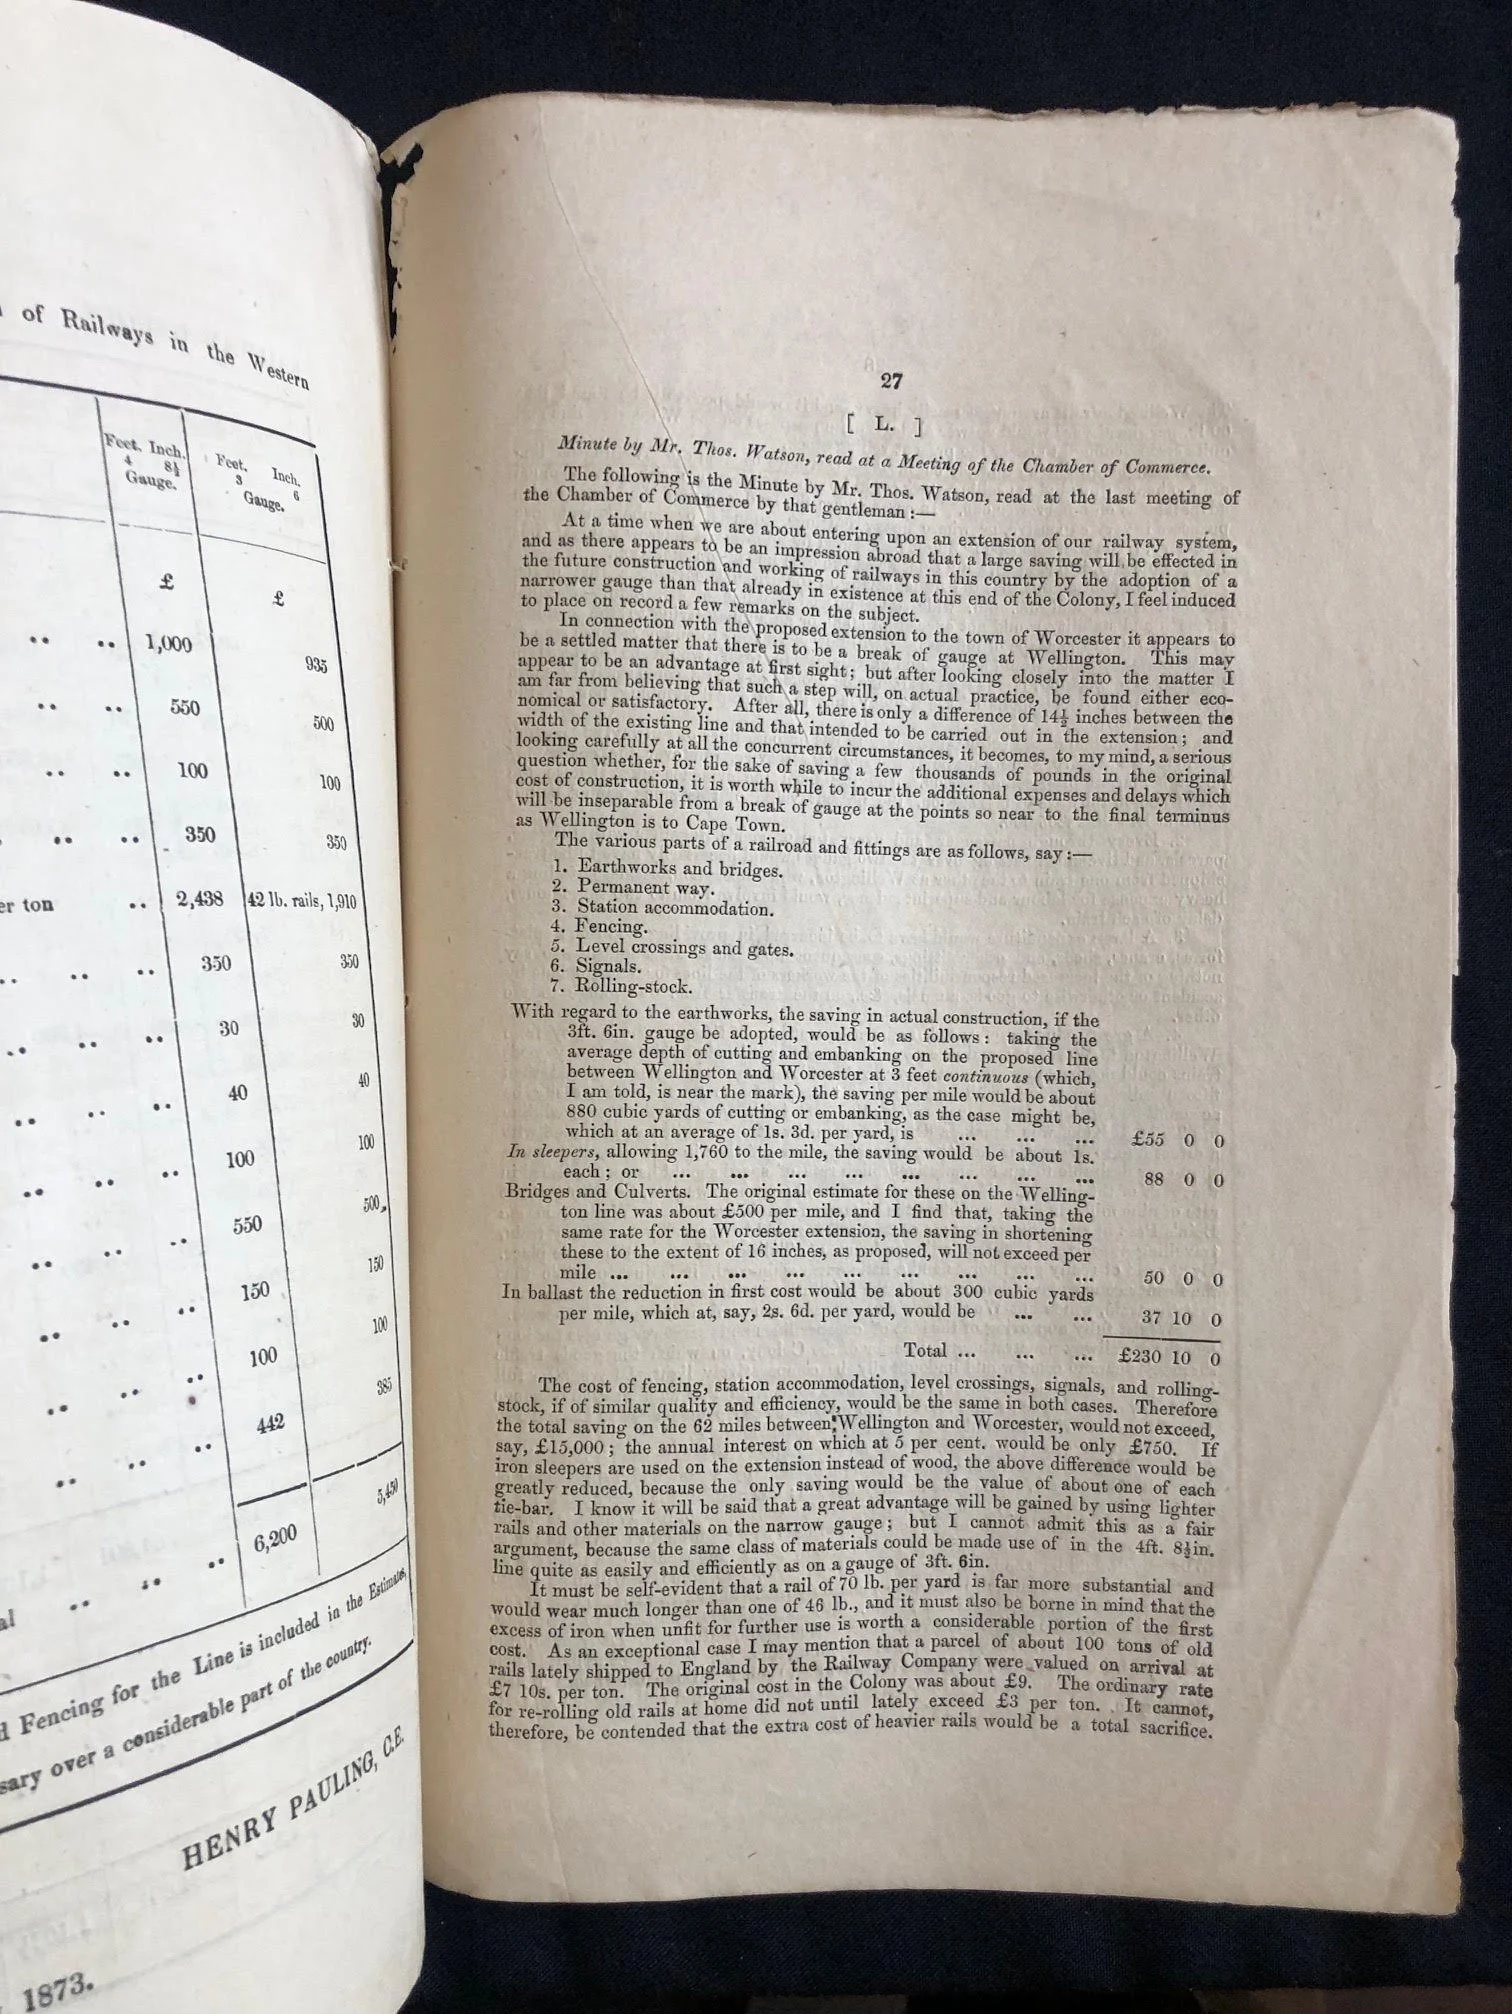 of Railways in the Western
Feet. Inch.
4 8½
Gauge.
Feet. Inch.
3 6
Gauge.
£ £
.. .. 1,000 935
.. .. 550 500
.. .. 100 100
.. .. 350 350
er ton .. 2,438 42 lb. rails, 1,910
.. .. .. 350 350
.. .. .. 30 30
.. .. .. 40 40
.. .. .. 100 100
.. .. .. 550 500
.. .. .. 150 150
.. .. .. 100 100
.. .. .. 442 385
al .. .. .. 6,200 5,450
d Fencing for the Line is included in the Estimates,
sary over a considerable part of the country.
HENRY PAULING, C.E.
1873.
27
[ L. ]
Minute by Mr. Thos. Watson, read at a Meeting of the Chamber of Commerce.
The following is the Minute by Mr. Thos. Watson, read at the last meeting of
the Chamber of Commerce by that gentleman :—
At a time when we are about entering upon an extension of our railway system,
and as there appears to be an impression abroad that a large saving will be effected in
the future construction and working of railways in this country by the adoption of a
narrower gauge than that already in existence at this end of the Colony, I feel induced
to place on record a few remarks on the subject.
In connection with the proposed extension to the town of Worcester it appears to
be a settled matter that there is to be a break of gauge at Wellington. This may
appear to be an advantage at first sight; but after looking closely into the matter I
am far from believing that such a step will, on actual practice, be found either eco-
nomical or satisfactory. After all, there is only a difference of 14½ inches between the
width of the existing line and that intended to be carried out in the extension; and
looking carefully at all the concurrent circumstances, it becomes, to my mind, a serious
question whether, for the sake of saving a few thousands of pounds in the original
cost of construction, it is worth while to incur the additional expenses and delays which
will be inseparable from a break of gauge at the points so near to the final terminus
as Wellington is to Cape Town.
The various parts of a railroad and fittings are as follows, say :—
1. Earthworks and bridges.
2. Permanent way.
3. Station accommodation.
4. Fencing.
5. Level crossings and gates.
6. Signals.
7. Rolling-stock.
With regard to the earthworks, the saving in actual construction, if the
3ft. 6in. gauge be adopted, would be as follows : taking the
average depth of cutting and embanking on the proposed line
between Wellington and Worcester at 3 feet continuous (which,
I am told, is near the mark), the saving per mile would be about
880 cubic yards of cutting or embanking, as the case might be,
which at an average of 1s. 3d. per yard, is ... ... ... £55 0 0
In sleepers, allowing 1,760 to the mile, the saving would be about 1s.
each ; or ... ... ... ... ... ... ... ... 88 0 0
Bridges and Culverts. The original estimate for these on the Welling-
ton line was about £500 per mile, and I find that, taking the
same rate for the Worcester extension, the saving in shortening
these to the extent of 16 inches, as proposed, will not exceed per
mile ... ... ... ... ... ... ... ... ... 50 0 0
In ballast the reduction in first cost would be about 300 cubic yards
per mile, which at, say, 2s. 6d. per yard, would be ... ... 37 10 0
Total ... ... ... £230 10 0
The cost of fencing, station accommodation, level crossings, signals, and rolling-
stock, if of similar quality and efficiency, would be the same in both cases. Therefore
the total saving on the 62 miles between Wellington and Worcester, would not exceed,
say, £15,000 ; the annual interest on which at 5 per cent. would be only £750. If
iron sleepers are used on the extension instead of wood, the above difference would be
greatly reduced, because the only saving would be the value of about one of each
tie-bar. I know it will be said that a great advantage will be gained by using lighter
rails and other materials on the narrow gauge ; but I cannot admit this as a fair
argument, because the same class of materials could be made use of in the 4ft. 8½in.
line quite as easily and efficiently as on a gauge of 3ft. 6in.
It must be self-evident that a rail of 70 lb. per yard is far more substantial and
would wear much longer than one of 46 lb., and it must also be borne in mind that the
excess of iron when unfit for further use is worth a considerable portion of the first
cost. As an exceptional case I may mention that a parcel of about 100 tons of old
rails lately shipped to England by the Railway Company were valued on arrival at
£7 10s. per ton. The original cost in the Colony was about £9. The ordinary rate
for re-rolling old rails at home did not until lately exceed £3 per ton. It cannot,
therefore, be contended that the extra cost of heavier rails would be a total sacrifice.